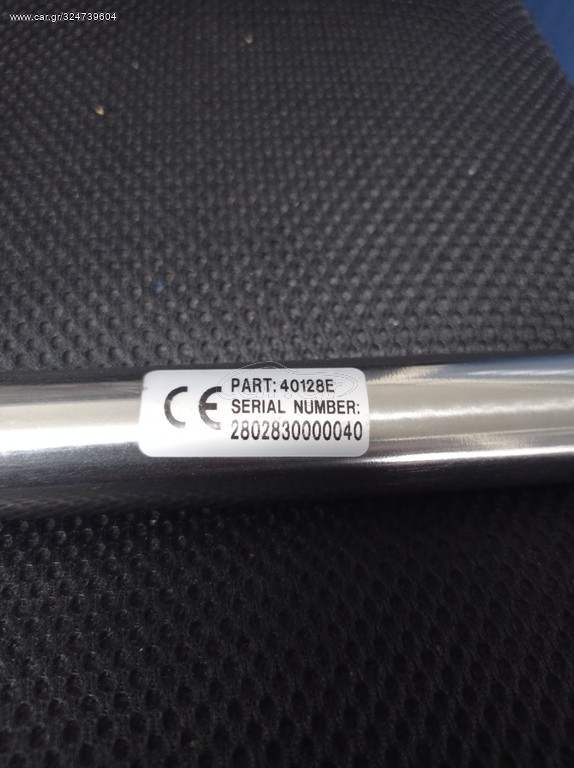 www.car.gr/324739604
CE PART: 40128E
SERIAL NUMBER:
2802830000040